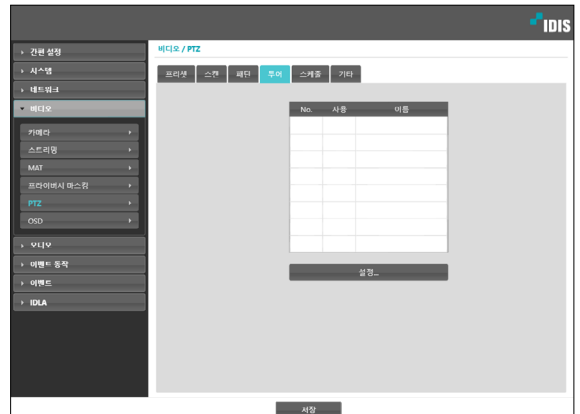 IDIS
간편 설정
시스템
네트워크
비디오
카메라
스트리밍
MAT
프라이버시 마스킹
PTZ
OSD
오디오
이벤트 동작
이벤트
IDLA
비디오 / PTZ
프리셋 스캔 패턴 투어 스케줄 기타
No. 사용 이름
설정...
저장